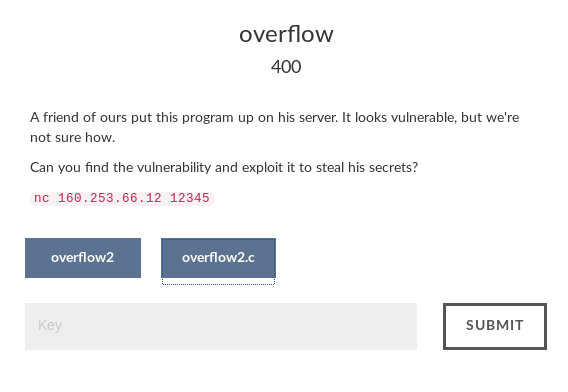 overflow
400
A friend of ours put this program up on his server. It looks vulnerable, but we're
not sure how.
Can you find the vulnerability and exploit it to steal his secrets?
nc 160.253.66.12 12345
overflow2 overflow2.c
Key SUBMIT